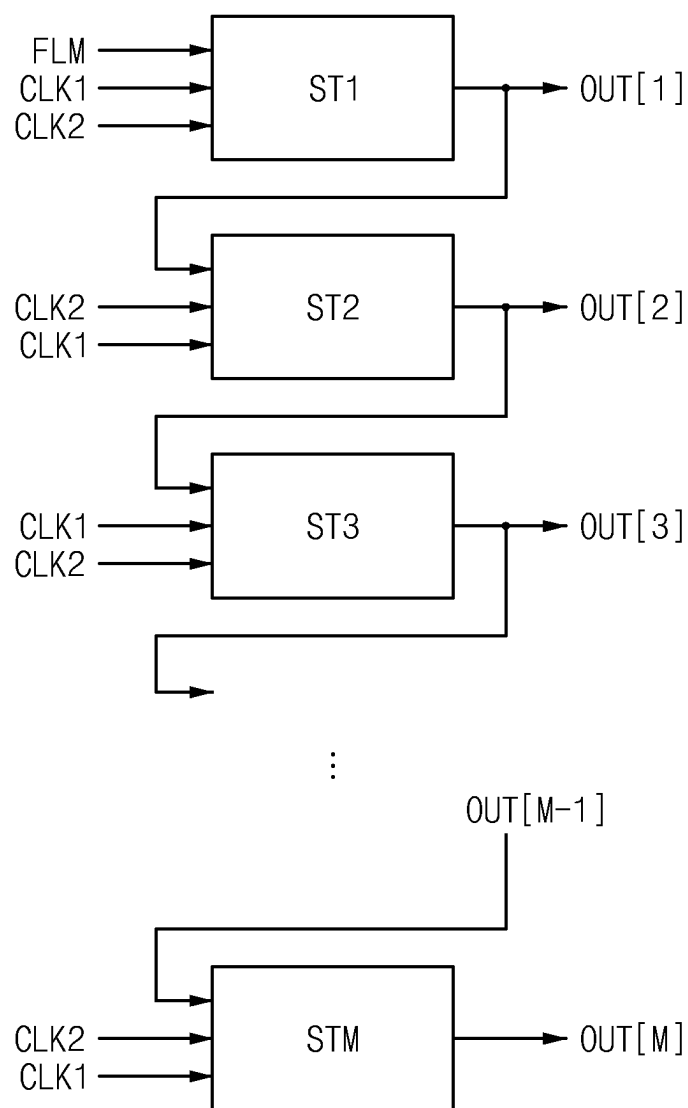 FLM
CLK1
CLK2
ST1
OUT[1]
CLK2
CLK1
ST2
OUT[2]
CLK1
CLK2
ST3
OUT[3]
OUT[M-1]
CLK2
CLK1
STM
OUT[M]